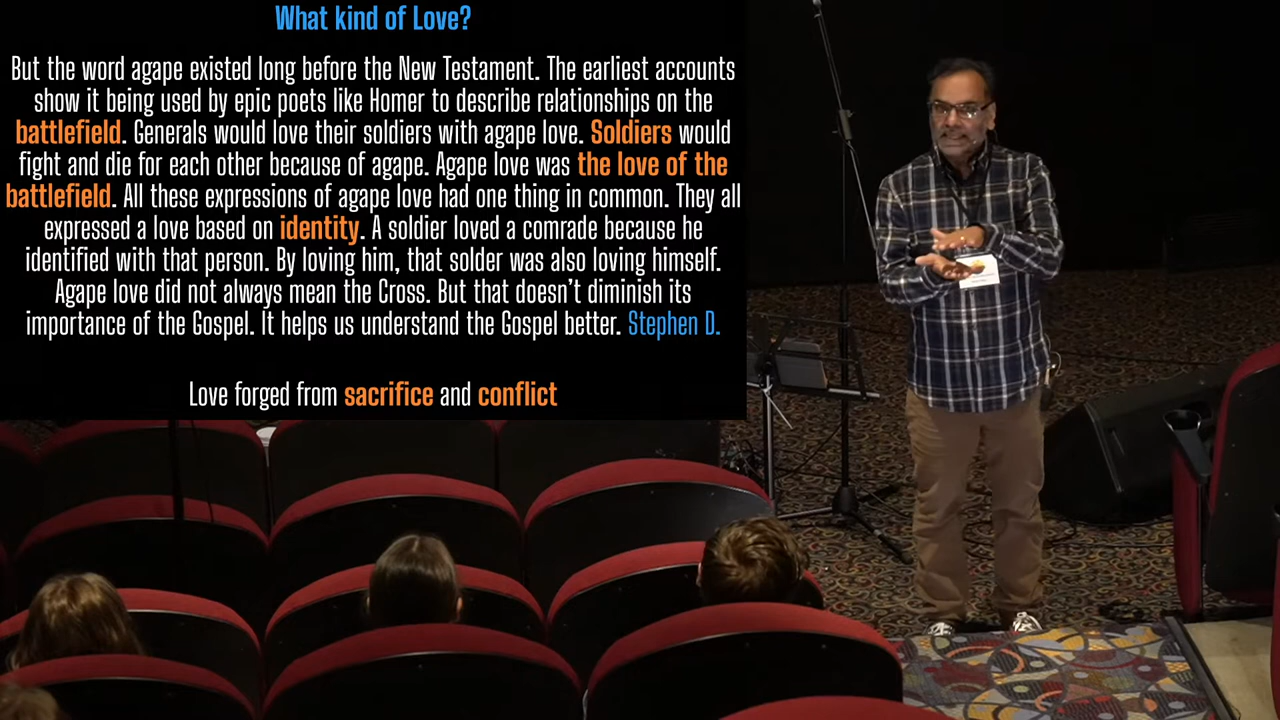 What kind of Love?
But the word agape existed long before the New Testament. The earliest accounts
show it being used by epic poets like Homer to describe relationships on the
battlefield. Generals would love their soldiers with agape love. Soldiers would
fight and die for each other because of agape. Agape love was the love of the
battlefield. All these expressions of agape love had one thing in common. They all
expressed a love based on identity. A soldier loved a comrade because he
identified with that person. By loving him, that solder was also loving himself.
Agape love did not always mean the Cross. But that doesn't diminish its
importance of the Gospel. It helps us understand the Gospel better. Stephen D.
Love forged from sacrifice and conflict